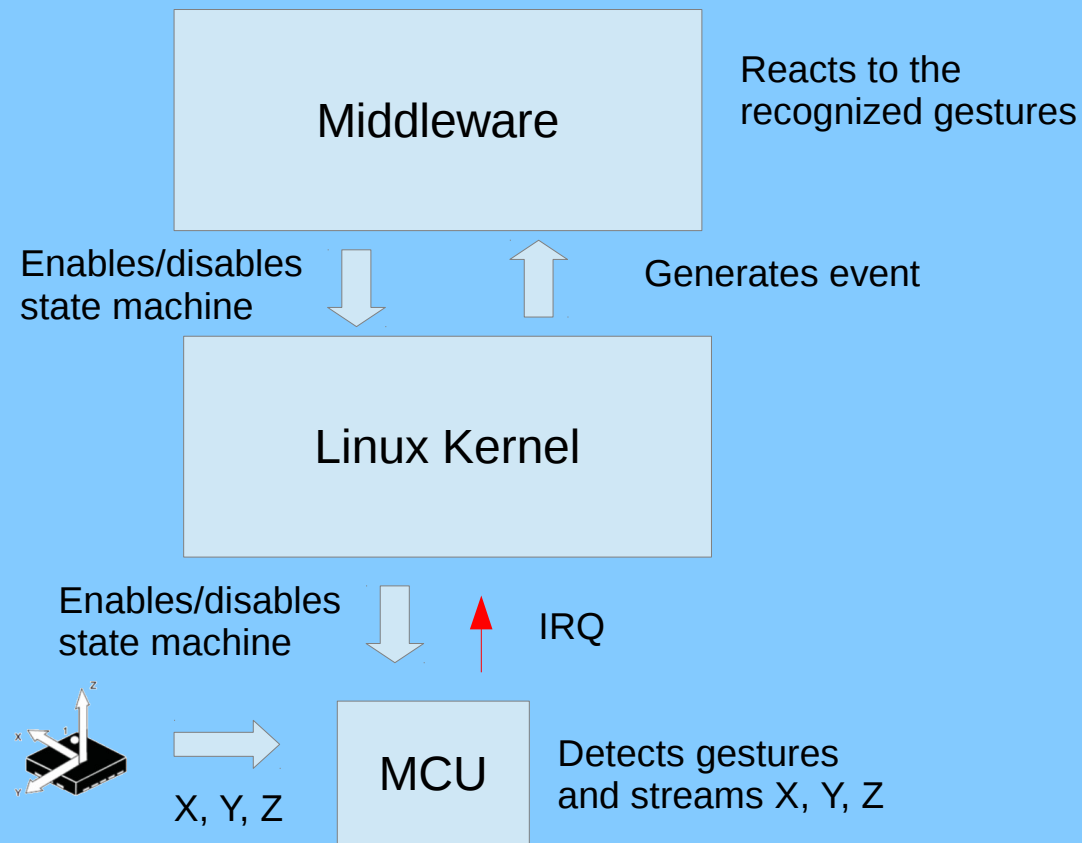 Middleware
Reacts to the
recognized gestures
Enables/disables
state machine
Generates event
Linux Kernel
Enables/disables
state machine
IRQ
Z
X
1
Y
X, Y, Z
MCU
Detects gestures
and streams X, Y, Z